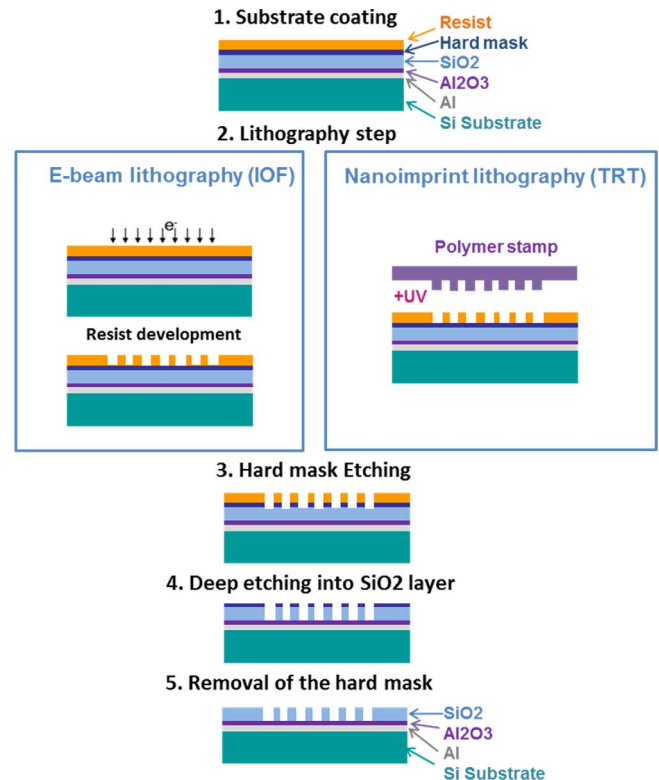 1. Substrate coating
Resist
Hard mask
SiO2
Al2O3
Al
Si Substrate
2. Lithography step
E-beam lithography (IOF)
e-
Resist development
Nanoimprint lithography (TRT)
Polymer stamp
+UV
3. Hard mask Etching
4. Deep etching into SiO2 layer
5. Removal of the hard mask
SiO2
Al2O3
Al
Si Substrate